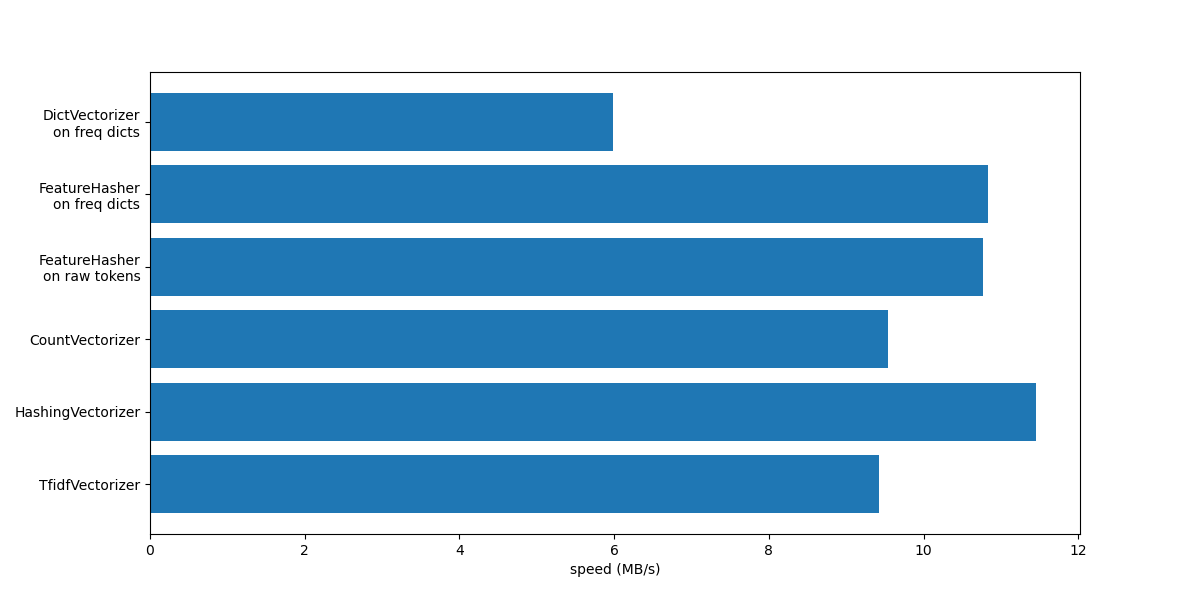 DictVectorizer
on freq dicts
FeatureHasher
on freq dicts
FeatureHasher
on raw tokens
CountVectorizer
HashingVectorizer
TfidfVectorizer
0 2 4 6 8 10 12
speed (MB/s)